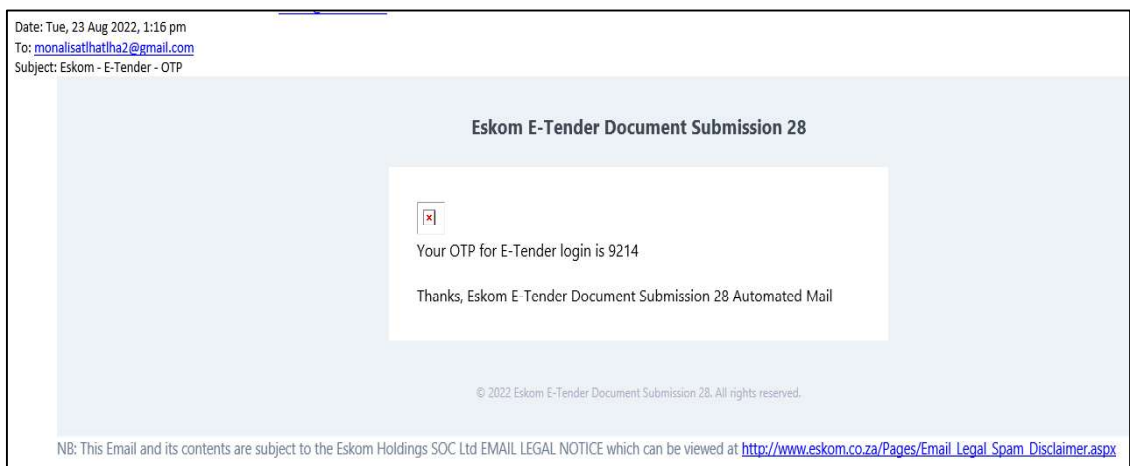 Date: Tue, 23 Aug 2022, 1:16 pm
To: monalisatlhatlha2@gmail.com
Subject: Eskom - E-Tender - OTP
Eskom E-Tender Document Submission 28
Your OTP for E-Tender login is 9214
Thanks, Eskom E-Tender Document Submission 28 Automated Mail
© 2022 Eskom E-Tender Document Submission 28. All rights reserved.
NB: This Email and its contents are subject to the Eskom Holdings SOC Ltd EMAIL LEGAL NOTICE which can be viewed at http://www.eskom.co.za/Pages/Email_Legal_Spam_Disclaimer.aspx